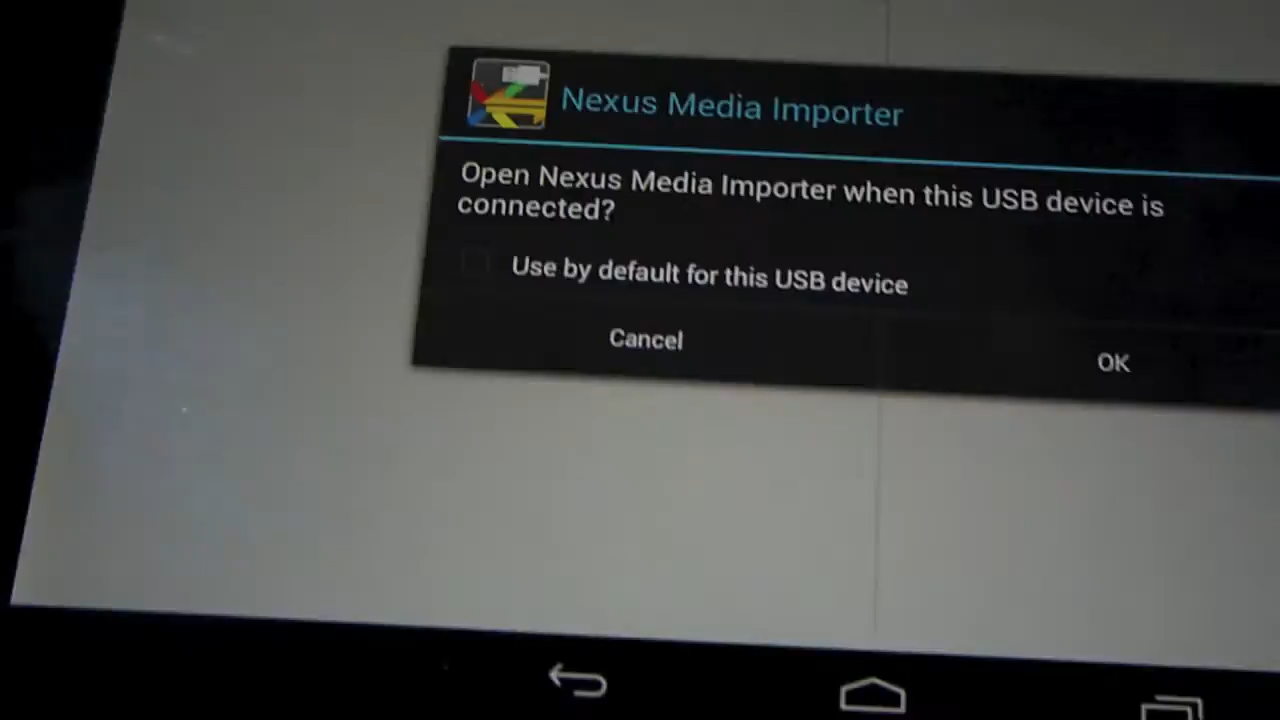 Nexus Media Importer
Open Nexus Media Importer when this USB device is
connected?
Use by default for this USB device
Cancel
OK